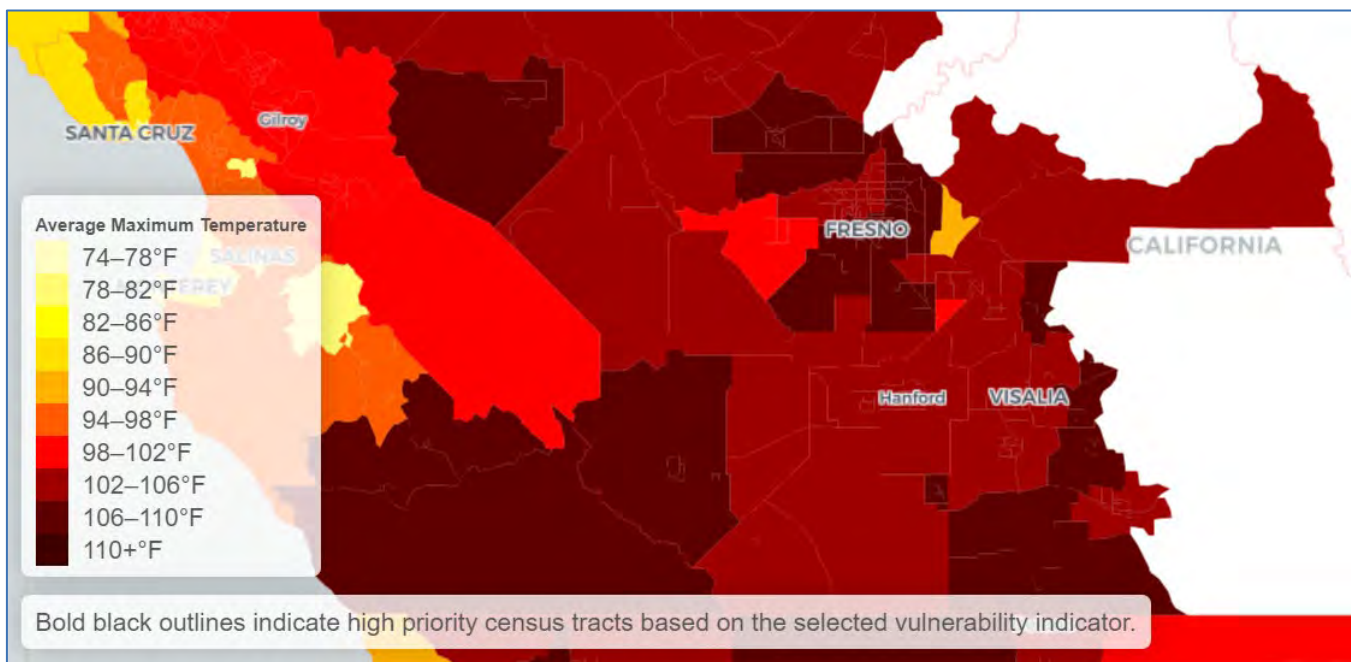 SANTA CRUZ
Gilroy
Average Maximum Temperature
74–78°F
78–82°F
82–86°F
86–90°F
90–94°F
94–98°F
98–102°F
102–106°F
106–110°F
110+°F
SALINAS
FRESNO
CALIFORNIA
Hanford
VISALIA
Bold black outlines indicate high priority census tracts based on the selected vulnerability indicator.